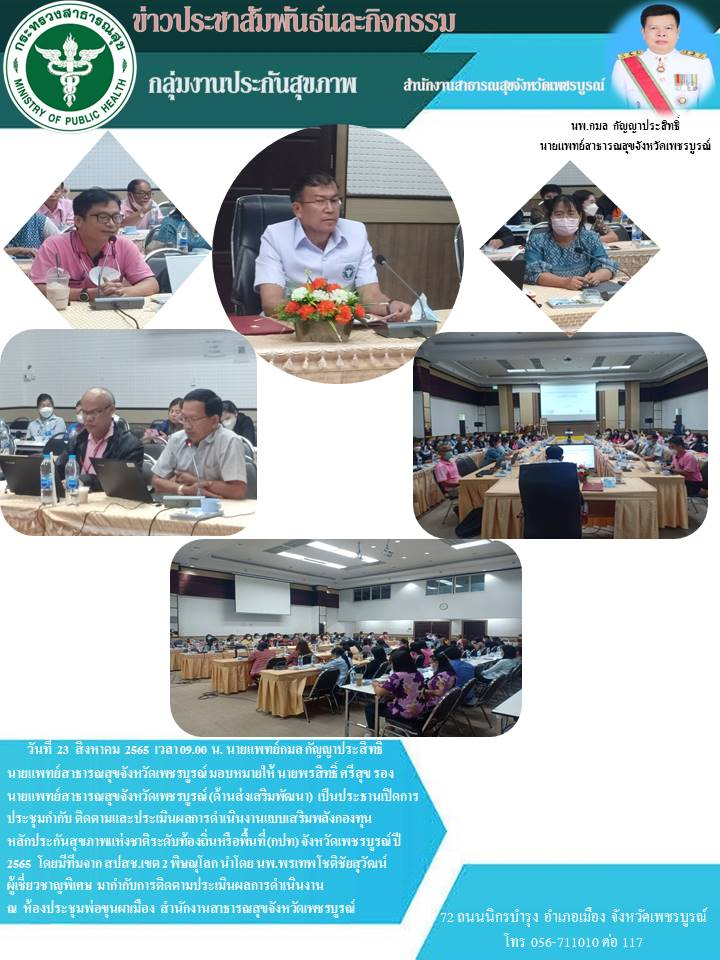 ข่าวประชาสัมพันธ์และกิจกรรม
กระทรวงสาธารณสุข
MINISTRY OF PUBLIC HEALTH
กลุ่มงานประกันสุขภาพ
สำนักงานสาธารณสุขจังหวัดเพชรบูรณ์
นพ.กมล กัญญาประสิทธิ์
นายแพทย์สาธารณสุขจังหวัดเพชรบูรณ์
วันที่ 23 สิงหาคม 2565 เวลา 09.00 น. นายแพทย์กมล กัญญาประสิทธิ์
นายแพทย์สาธารณสุขจังหวัดเพชรบูรณ์ มอบหมายให้ นายพรสิทธิ์ ศรีสุข รอง
นายแพทย์สาธารณสุขจังหวัดเพชรบูรณ์ (ด้านส่งเสริมพัฒนา) เป็นประธานเปิดการ
ประชุมกำกับ ติดตามและประเมินผลการดำเนินงานแบบเสริมพลังกองทุน
หลักประกันสุขภาพแห่งชาติระดับท้องถิ่นหรือพื้นที่ (กปท) จังหวัดเพชรบูรณ์ ปี
2565 โดยมีทีมจาก สปสช.เขต 2 พิษณุโลก นำโดย นพ.พรเทพ โชติชัยสุวัฒน์
ผู้เชี่ยวชาญพิเศษ มากำกับการติดตามประเมินผลการดำเนินงาน
ณ ห้องประชุมพ่อขุนผาเมือง สำนักงานสาธารณสุขจังหวัดเพชรบูรณ์
72 ถนนนิกรบำรุง อำเภอเมือง จังหวัดเพชรบูรณ์
โทร 056-711010 ต่อ 117